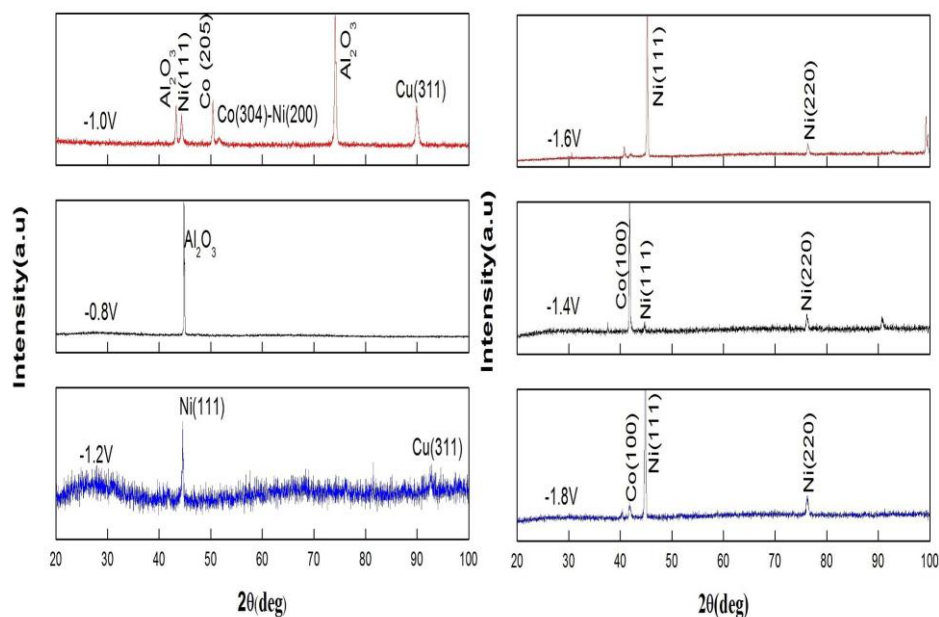 Al2O3
Ni(111)
Co (205)
Co(304)-Ni(200)
Al2O3
Cu(311)
-1.0V
Al2O3
-0.8V
Ni(111)
Cu(311)
-1.2V
20 30 40 50 60 70 80 90 100
2θ(deg)
Intensity(a.u)
Ni(111)
Ni(220)
-1.6V
Co(100)
Ni(111)
Ni(220)
-1.4V
Co(100)
Ni(111)
Ni(220)
-1.8V
20 30 40 50 60 70 80 90 100
2θ(deg)
Intensity(a.u)